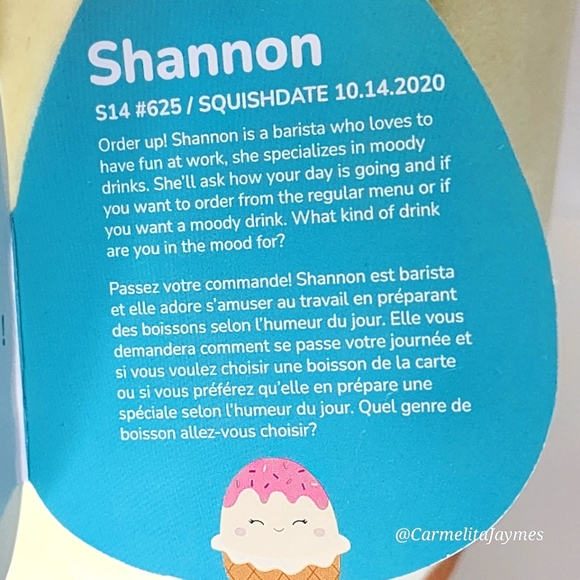 Shannon
S14 #625 / SQUISHDATE 10.14.2020
Order up! Shannon is a barista who loves to
have fun at work, she specializes in moody
drinks. She'll ask how your day is going and if
you want to order from the regular menu or if
you want a moody drink. What kind of drink
are you in the mood for?
Passez votre commande! Shannon est barista
et elle adore s'amuser au travail en préparant
des boissons selon l'humeur du jour. Elle vous
demandera comment se passe votre journée et
si vous voulez choisir une boisson de la carte
ou si vous préférez qu'elle en prépare une
spéciale selon l'humeur du jour. Quel genre de
boisson allez-vous choisir?
!
@CarmelitaJaymes